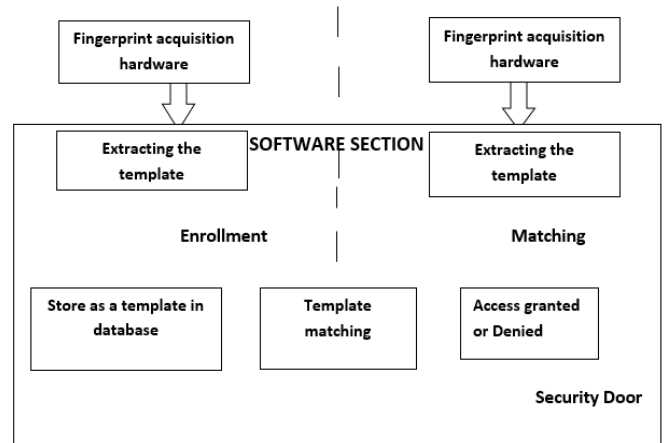 Fingerprint acquisition
hardware
Fingerprint acquisition
hardware
SOFTWARE SECTION
Extracting the
template
Extracting the
template
Enrollment
Matching
Store as a template in
database
Template
matching
Access granted
or Denied
Security Door